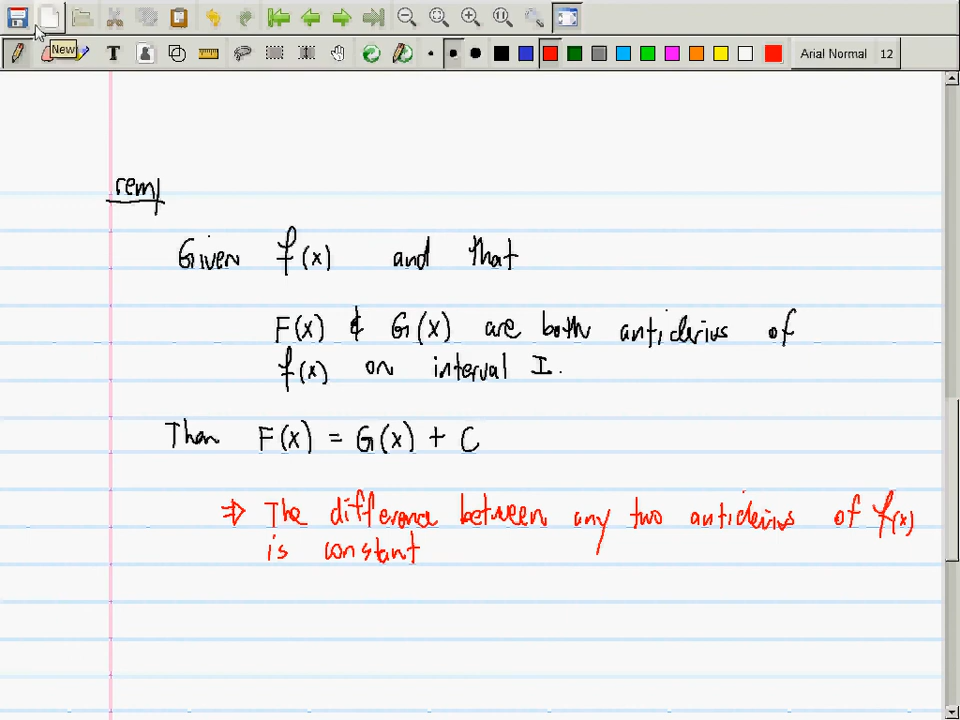 New
T
Arial Normal 12
rem/
Given f(x) and that
F(x) & G(x) are both antiderivs of
f(x) on interval I.
Then F(x) = G(x) + C
⇒ The difference between any two antiderivs of f(x)
is constant